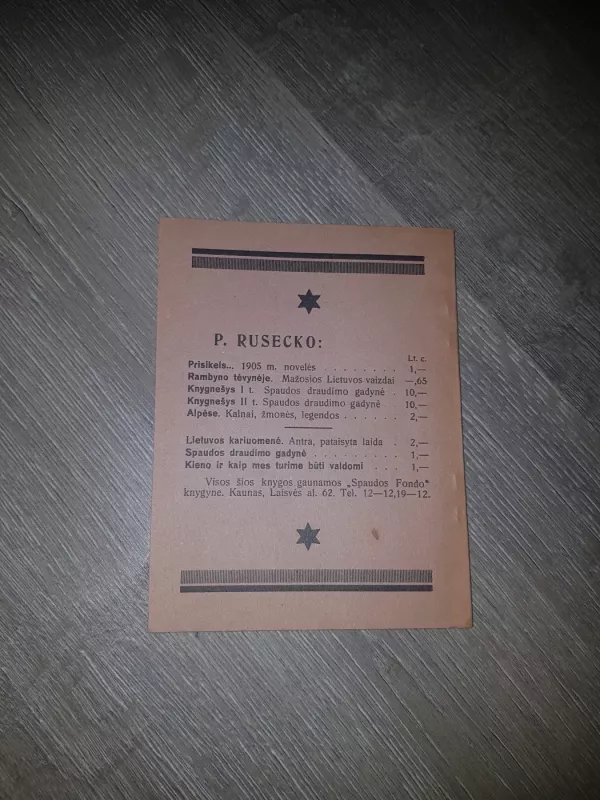 P. RUSECKO:
Lt. c.
Prisikels... 1905 m. novelės . . . . . . . . 1,—
Rambyno tėvynėje. Mažosios Lietuvos vaizdai —,65
Knygnešys I t. Spaudos draudimo gadynė . 10,—
Knygnešys II t. Spaudos draudimo gadynė . 10,—
Alpėse. Kalnai, žmonės, legendos . . . . . . 2,—
Lietuvos kariuomenė. Antra, pataisyta laida . 2,—
Spaudos draudimo gadynė . . . . . . . . . 1,—
Kieno ir kaip mes turime būti valdomi . . . 1,—
Visos šios knygos gaunamos „Spaudos Fondo"
knygyne. Kaunas, Laisvės al. 62. Tel. 12—12,19—12.